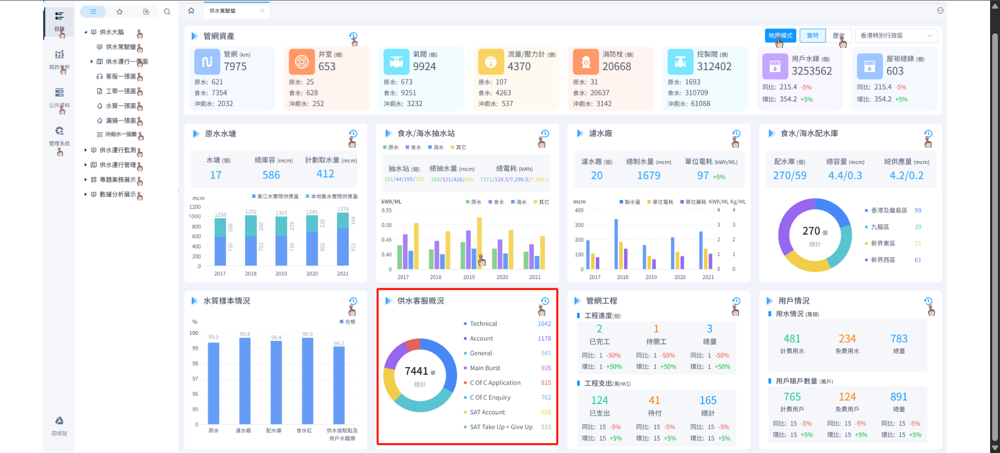 目錄
我的分析
公共資料
管理系統
回收站
供水大腦
供水駕駛艙
供水運行一張圖
客服一張圖
工單一張圖
水質一張圖
漏損一張圖
沖廁水一張圖
供水運行監測
供水運行管理
專題業務展示
數據分析展示
供水駕駛艙
管網資產
地圖模式 實時 歷史 香港特別行政區
管網 (km)
7975
原水: 621
食水: 7354
沖廁水: 2032
井室 (個)
653
原水: 25
食水: 628
沖廁水: 252
氣閥 (個)
9924
原水: 673
食水: 9251
沖廁水: 3232
流量/壓力計 (個)
4370
原水: 107
食水: 4263
沖廁水: 537
消防栓 (個)
20668
原水: 31
食水: 20637
沖廁水: 3142
控製閥 (個)
312402
原水: 1693
食水: 310709
沖廁水: 61088
用戶水錶 (個)
3253562
同比: 215.4 -5%
環比: 354.2 +5%
屋邨總錶 (個)
603
同比: 215.4 -5%
環比: 354.2 +5%
原水水塘
水塘 (個) 總庫容 (mcm) 計劃取水量 (mcm)
17 586 412
mcm 東江水實際供應量 本地集水實際供應量
1200
1000
800
600
400
200
0
1258 1292 1303 1345 1376
260 260 278 225 144
720 753 718 802 911
2017 2018 2019 2020 2021
食水/海水抽水站
原水 食水 海水 其它
抽水站 (個) 總抽水量 (mcm) 總電耗 (kWh)
151/44/195/195 105/321/426/426 7171/128.5/7,299.5/7,299.5
kWh/ML 原水 食水 海水 其它
0.55
0.50
0.45
0.40
0
2017 2018 2019 2020 2021
濾水廠
濾水廠 (個) 總制水量 (mcm) 單位電耗 (kWh/ML)
20 1679 97 +5%
mcm 製水量 單位電耗 單位藥耗 KWh/ML Kg/ML
400 4 4
300 3 3
200 2 2
100 1 1
0 0 0
2017 2018 2019 2020 2021
食水/海水配水庫
配水庫 (個) 總容量 (mcm) 総供應量 (mcm)
270/59 4.4/0.3 4.2/0.2
270 個
總計
香港及離島區 99
九龍區 39
新界東區 71
新界西區 61
水質樣本情況
% 合格
100
99
98
97
96
95
0
99.5 99.8 99.4 99.9 99.2
原水 濾水廠 配水庫 食水缸 供水接駁點及
用戶水龍頭
供水客服概況
7441 單
總計
Technical 1642
Account 1178
General 945
Main Burst 926
C Of C Application 815
C Of C Enquiry 762
SAT Account 658
SAT Take Up + Give Up 515
管網工程
工程進度(個)
2 1 3
已完工 待開工 總量
同比: 1 -50% 同比: 1 -50% 同比: 1 -50%
環比: 1 +50% 環比: 1 +50% 環比: 1 +50%
工程支出(萬HK$)
124 41 165
已支出 待付 總計
同比: 15 -5% 同比: 15 -5% 同比: 15 -5%
環比: 15 +5% 環比: 15 +5% 環比: 15 +5%
用戶情況
用水情況 (萬頓)
481 234 783
計費用水 免費用水 總量
用戶賬戶數量 (萬戶)
765 124 891
計費用戶 免費用戶 總量
同比: 15 -5% 同比: 15 -5% 同比: 15 -5%
環比: 15 +5% 環比: 15 +5% 環比: 15 +5%